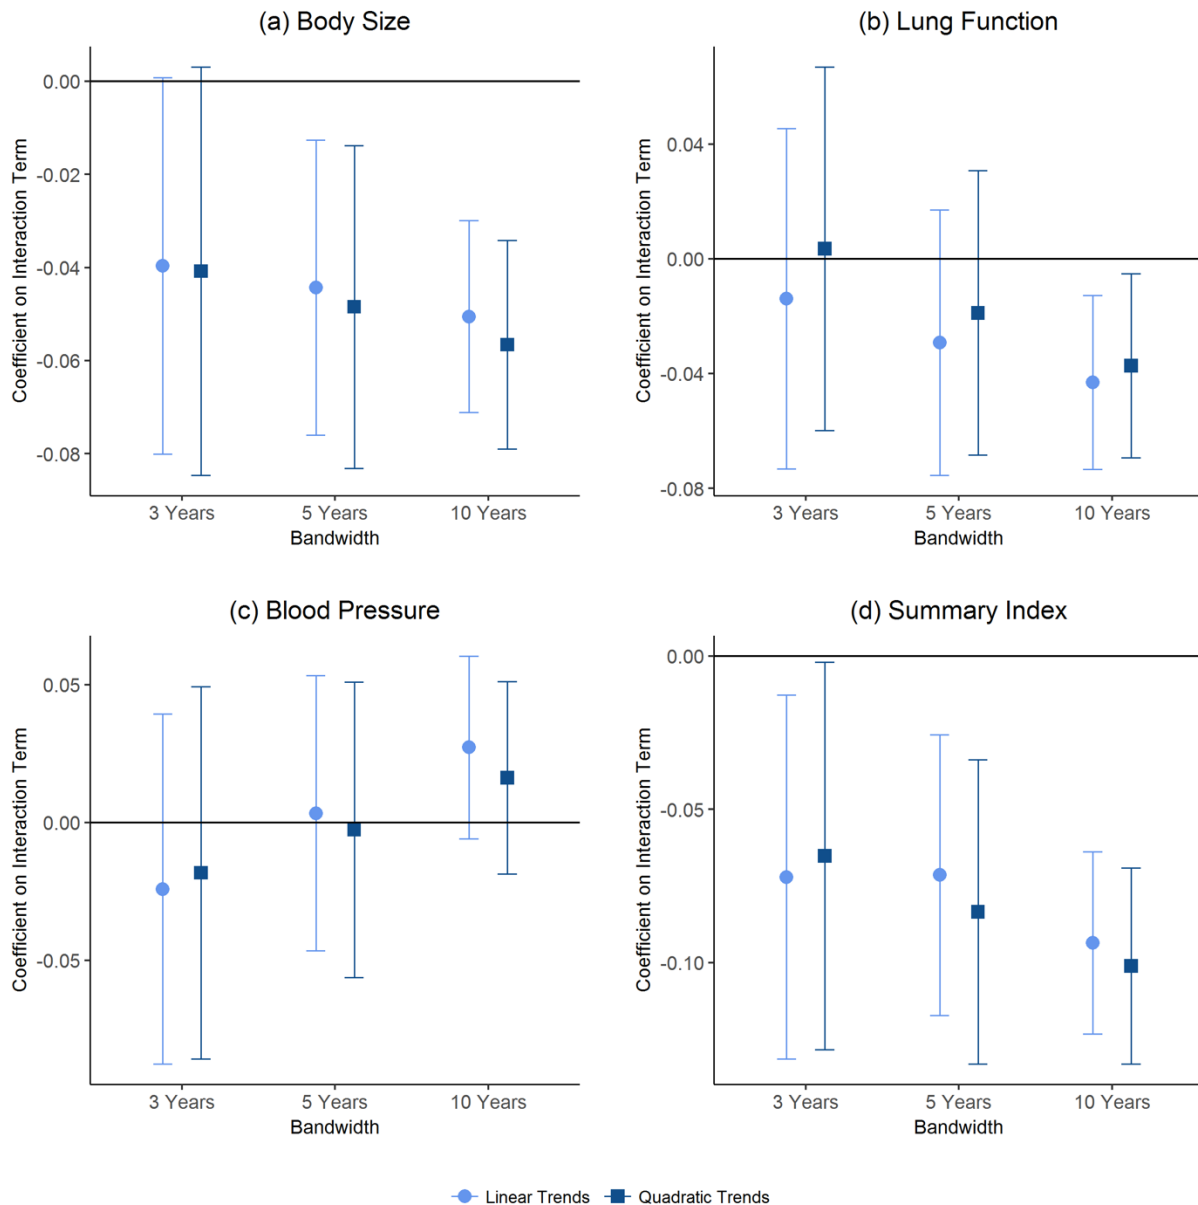 (a) Body Size
Coefficient on Interaction Term
0.00
-0.02
-0.04
-0.06
-0.08
3 Years 5 Years 10 Years
Bandwidth
(b) Lung Function
Coefficient on Interaction Term
0.04
0.00
-0.04
-0.08
3 Years 5 Years 10 Years
Bandwidth
(c) Blood Pressure
Coefficient on Interaction Term
0.05
0.00
-0.05
3 Years 5 Years 10 Years
Bandwidth
(d) Summary Index
Coefficient on Interaction Term
0.00
-0.05
-0.10
3 Years 5 Years 10 Years
Bandwidth
Linear Trends Quadratic Trends